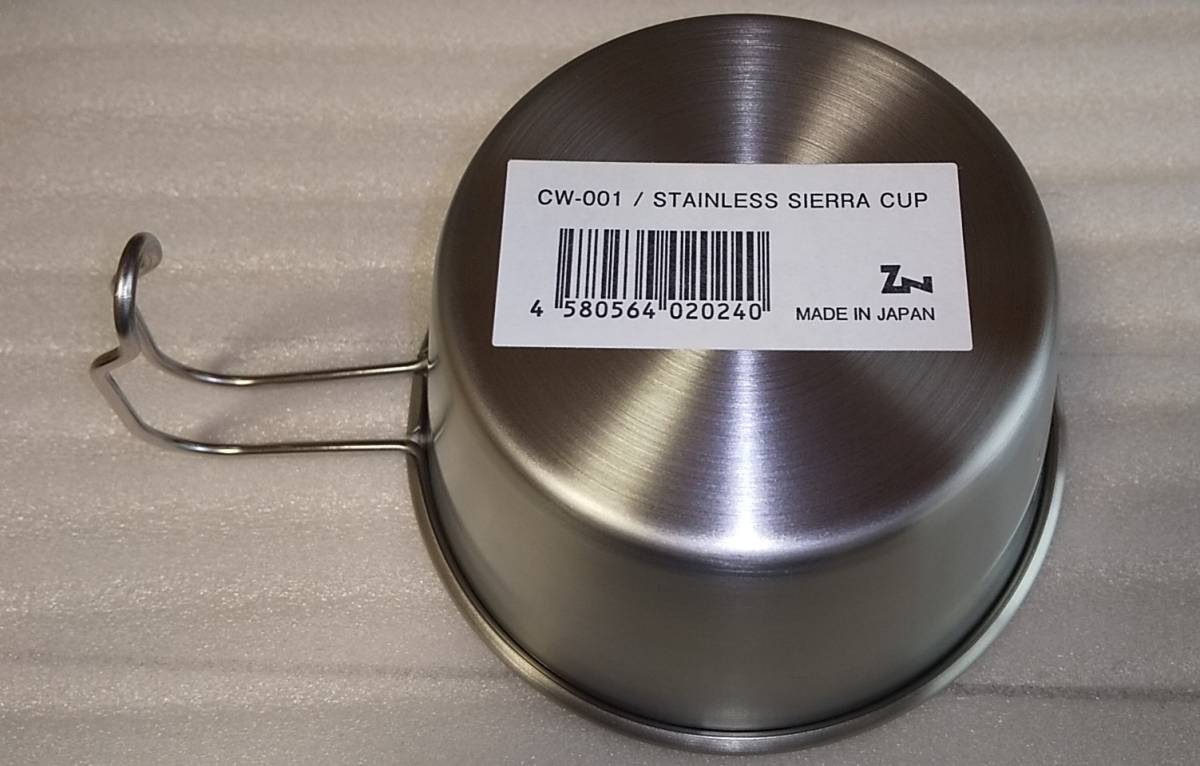 CW-001 / STAINLESS SIERRA CUP
4 580564 020240
ZN
MADE IN JAPAN